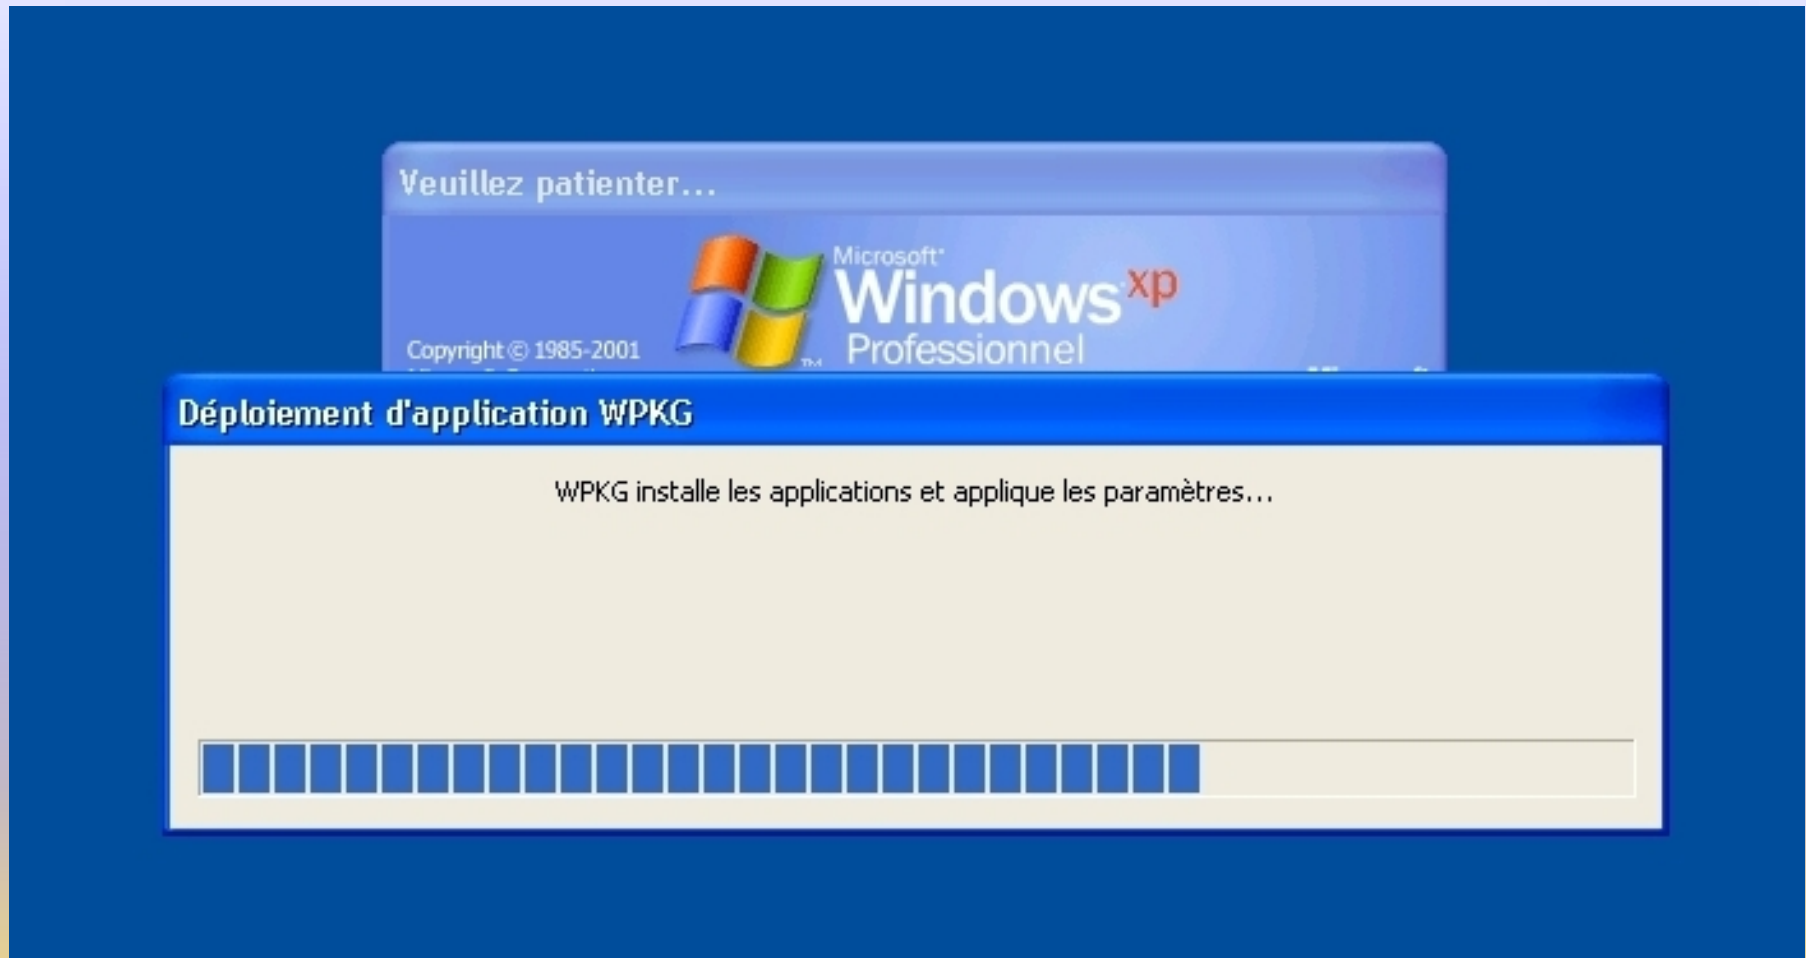 Veuillez patienter...
Microsoft®
Windows xp
Professionnel
TM
Copyright © 1985-2001
Déploiement d'application WPKG
WPKG installe les applications et applique les paramètres...